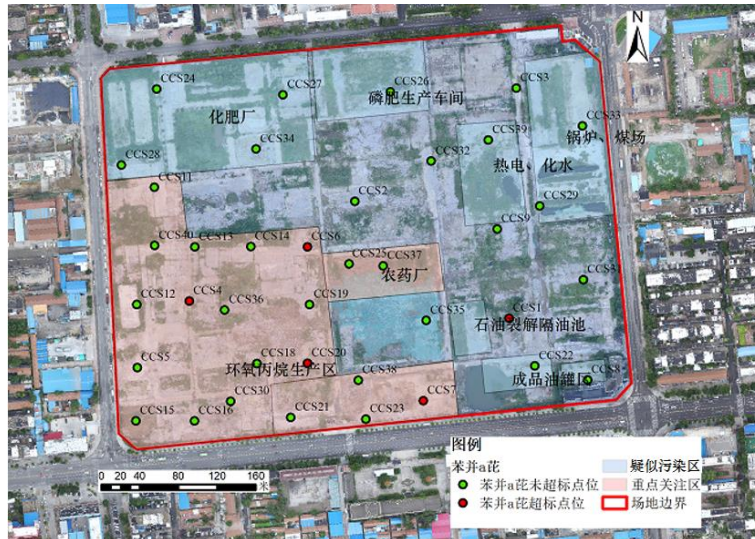 CCS24
CCS27
CCS26
CCS3
化肥厂
磷肥生产车间
CCS33
锅炉、煤场
CCS34
CCS39
CCS28
CCS32
热电、化水
CCS11
CCS2
CCS29
CCS9
CCS40
CCS13
CCS14
CCS6
CCS25
CCS37
农药厂
CCS31
CCS12
CCS4
CCS36
CCS19
CCS35
CCS1
石油裂解隔油池
CCS5
CCS18
CCS20
环氧丙烷生产区
CCS22
成品油罐区
CCS8
CCS38
CCS30
CCS7
CCS15
CCS16
CCS21
CCS23
N
0 20 40 80 120 160
米
图例
苯并a芘
苯并a芘未超标点位
苯并a芘超标点位
疑似污染区
重点关注区
场地边界